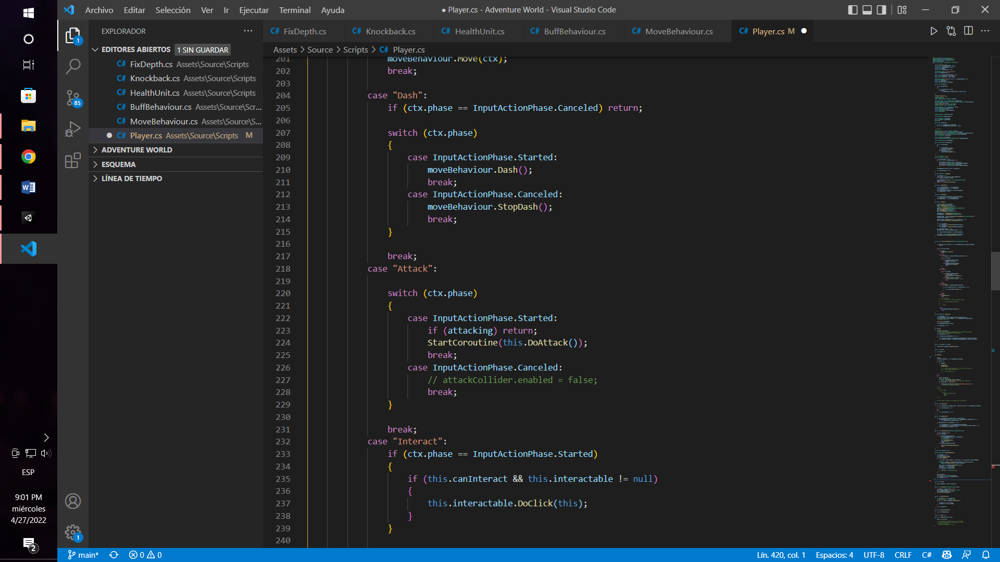 Archivo Editar Selección Ver Ir Ejecutar Terminal Ayuda
● Player.cs - Adventure World - Visual Studio Code
EXPLORADOR
EDITORES ABIERTOS 1 SIN GUARDAR
C# FixDepth.cs Assets\Source\Scripts
C# Knockback.cs Assets\Source\Scripts
C# HealthUnit.cs Assets\Source\Scripts
C# BuffBehaviour.cs Assets\Source\Scr...
C# MoveBehaviour.cs Assets\Source\S...
● C# Player.cs Assets\Source\Scripts M
ADVENTURE WORLD
ESQUEMA
LÍNEA DE TIEMPO
1
85
1
C# FixDepth.cs
C# Knockback.cs
C# HealthUnit.cs
C# BuffBehaviour.cs
C# MoveBehaviour.cs
C# Player.cs M ●
Assets > Source > Scripts > C# Player.cs
201 moveBehaviour.Move(ctx);
202 break;
203
204 case "Dash":
205 if (ctx.phase == InputActionPhase.Canceled) return;
206
207 switch (ctx.phase)
208 {
209 case InputActionPhase.Started:
210 moveBehaviour.Dash();
211 break;
212 case InputActionPhase.Canceled:
213 moveBehaviour.StopDash();
214 break;
215 }
216
217 break;
218 case "Attack":
219
220 switch (ctx.phase)
221 {
222 case InputActionPhase.Started:
223 if (attacking) return;
224 StartCoroutine(this.DoAttack());
225 break;
226 case InputActionPhase.Canceled:
227 // attackCollider.enabled = false;
228 break;
229 }
230
231 break;
232 case "Interact":
233 if (ctx.phase == InputActionPhase.Started)
234 {
235 if (this.canInteract && this.interactable != null)
236 {
237 this.interactable.DoClick(this);
238 }
239 }
240
ESP
9:01 PM
miércoles
4/27/2022
2
main* 0 0
Lín. 420, col. 1 Espacios: 4 UTF-8 CRLF C#